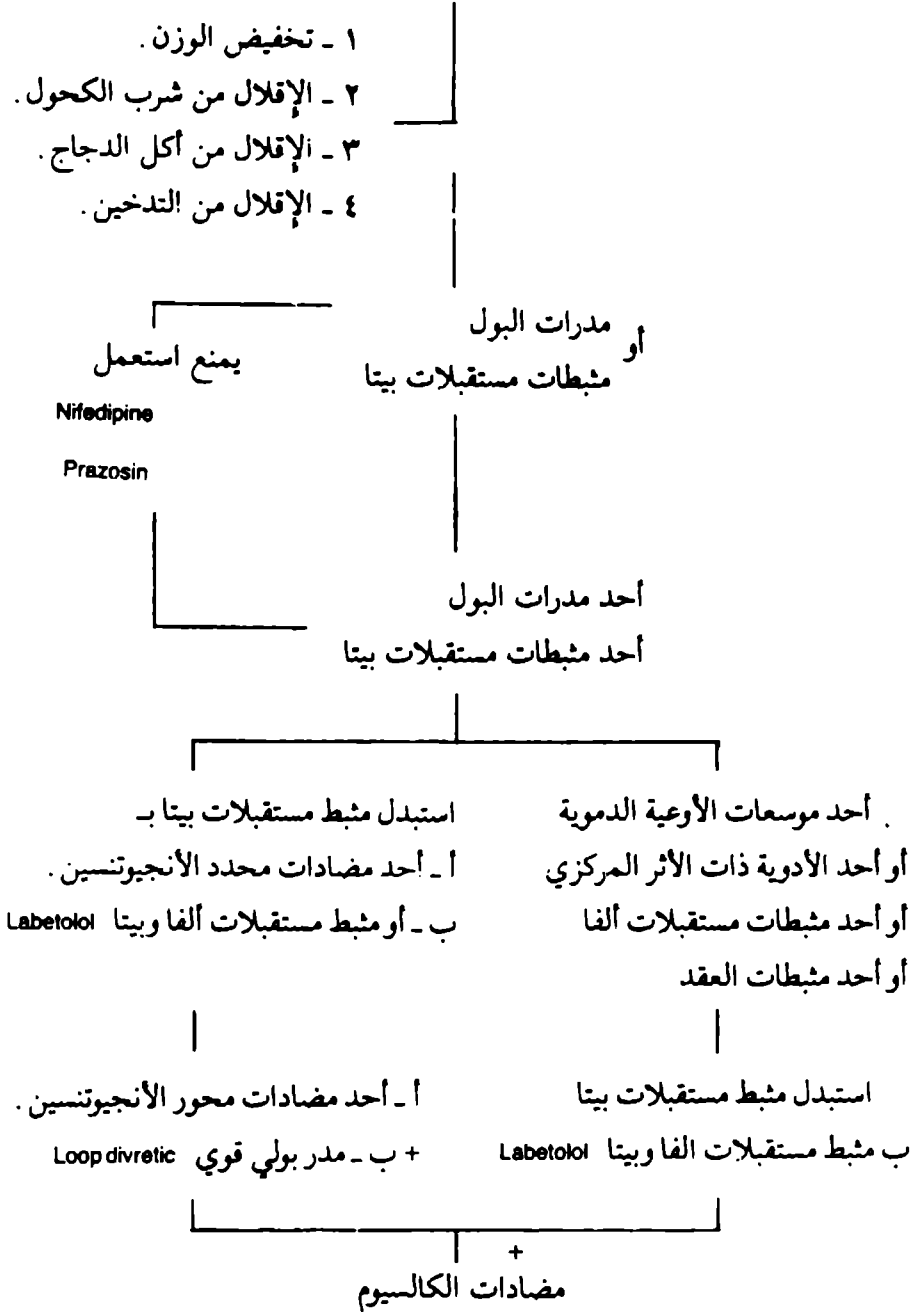 ١ ـ تخفيض الوزن .
٢ ـ الإقلال من شرب الكحول .
٣ ـ الإقلال من أكل الدجاج .
٤ ـ الإقلال من التدخين .
مدرات البول
أو
مثبطات مستقبلات بيتا
يمنع استعمل
Nifedipine
Prazosin
أحد مدرات البول
أحد مثبطات مستقبلات بيتا
أحد موسعات الأوعية الدموية
أو أحد الأدوية ذات الأثر المركزي
أو أحد مثبطات مستقبلات ألفا
أو أحد مثبطات العقد
استبدل مثبط مستقبلات بيتا بـ
أ ـ أحد مضادات محدد الأنجيوتنسين .
ب ـ أو مثبط مستقبلات ألفا وبيتا Labetolol
استبدل مثبط مستقبلات بيتا
ب مثبط مستقبلات الفا وبيتا Labetolol
أ ـ أحد مضادات محور الأنجيوتنسين .
+ ب ـ مدر بولي قوي Loop divretic
+
مضادات الكالسيوم